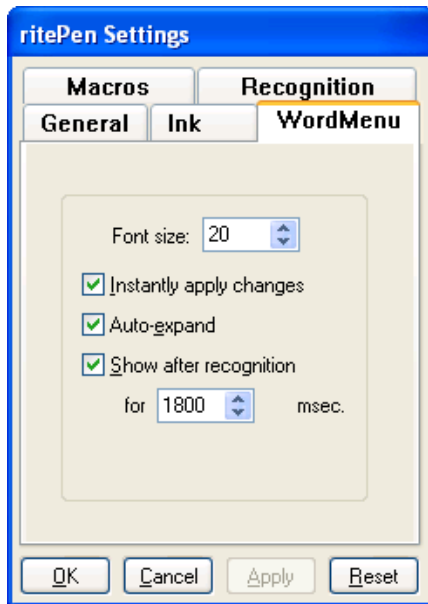 ritePen Settings
Macros Recognition
General Ink WordMenu
Font size: 20
Instantly apply changes
Auto-expand
Show after recognition
for 1800 msec.
OK Cancel Apply Reset